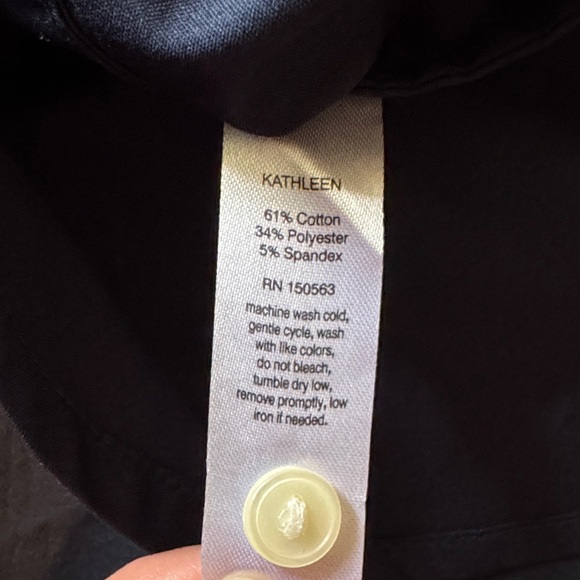 KATHLEEN
61% Cotton
34% Polyester
5% Spandex
RN 150563
machine wash cold,
gentle cycle, wash
with like colors,
do not bleach,
tumble dry low,
remove promptly, low
iron if needed.